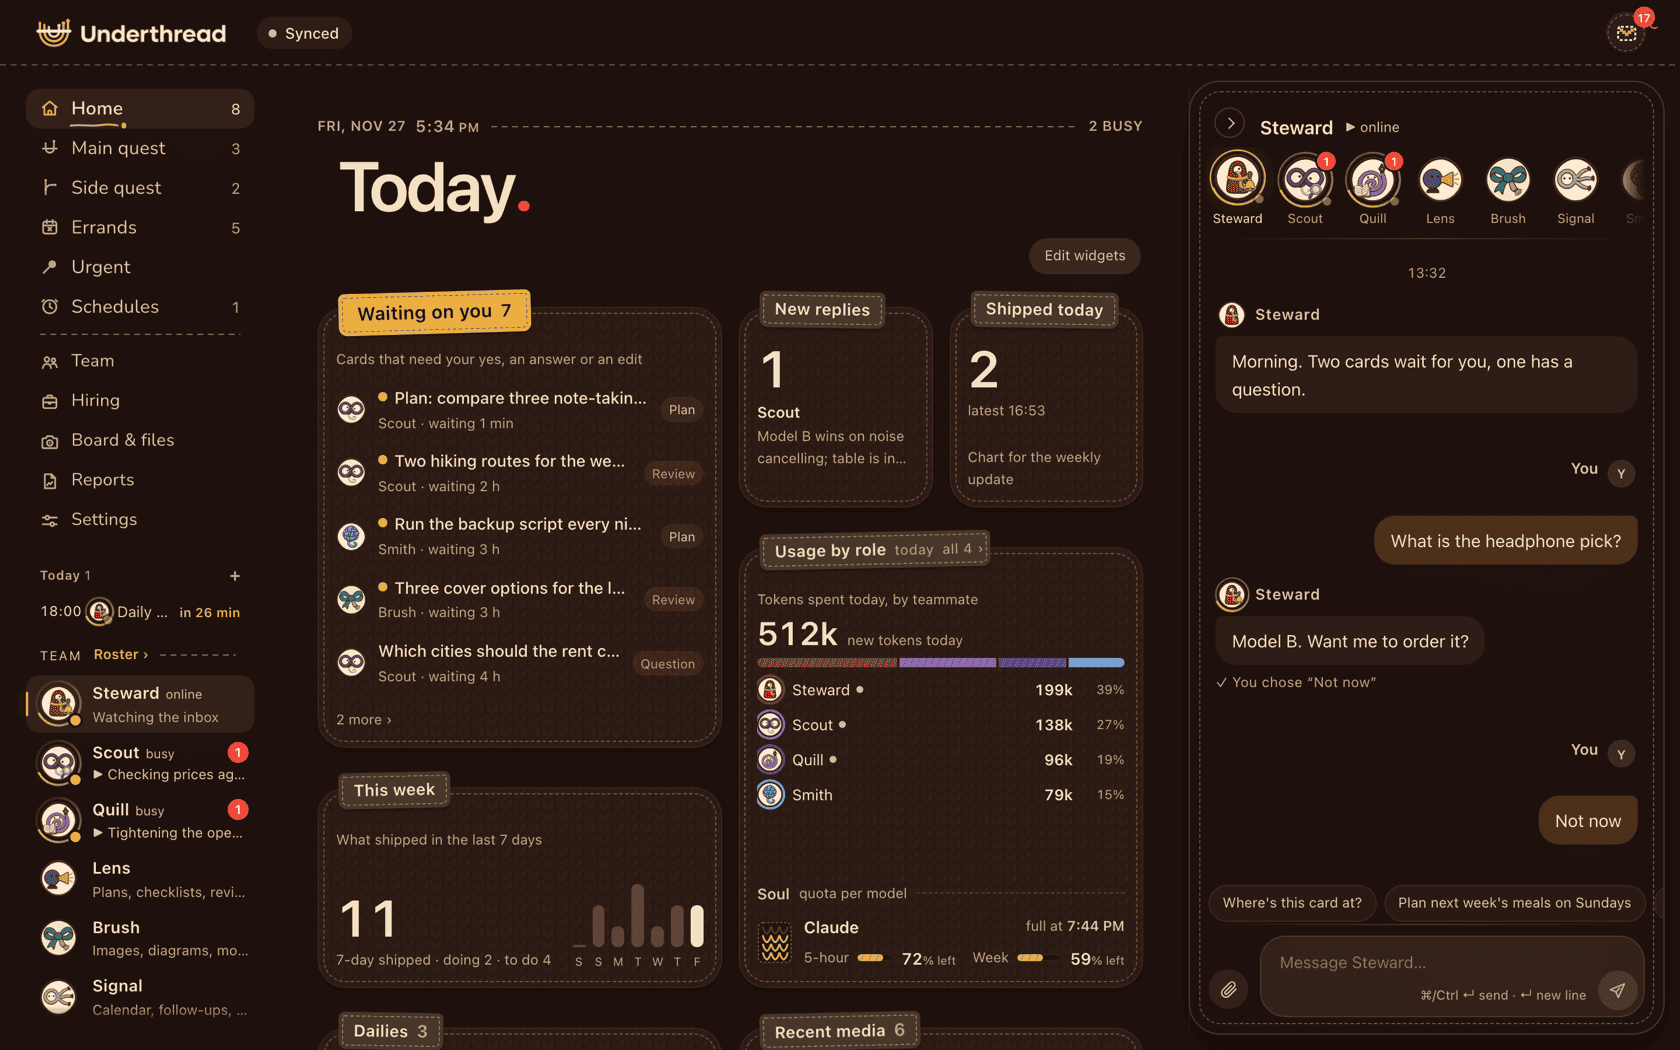 Underthread
Synced
17
Home 8
Main quest 3
Side quest 2
Errands 5
Urgent
Schedules 1
Team
Hiring
Board & files
Reports
Settings
Today 1 +
18:00 Daily ... in 26 min
TEAM Roster ›
Steward online
Watching the inbox
Scout busy 1
Checking prices ag...
Quill busy 1
Tightening the ope...
Lens
Plans, checklists, revi...
Brush
Images, diagrams, mo...
Signal
Calendar, follow-ups, ...
FRI, NOV 27 5:34 PM 2 BUSY
Today.
Edit widgets
Waiting on you 7
Cards that need your yes, an answer or an edit
Plan: compare three note-takin... Plan
Scout · waiting 1 min
Two hiking routes for the we... Review
Scout · waiting 2 h
Run the backup script every ni... Plan
Smith · waiting 3 h
Three cover options for the l... Review
Brush · waiting 3 h
Which cities should the rent c... Question
Scout · waiting 4 h
2 more ›
This week
What shipped in the last 7 days
11
7-day shipped · doing 2 · to do 4
S S M T W T F
Dailies 3
New replies
1
Scout
Model B wins on noise
cancelling; table is in...
Shipped today
2
latest 16:53
Chart for the weekly
update
Usage by role today all 4 ›
Tokens spent today, by teammate
512k new tokens today
Steward 199k 39%
Scout 138k 27%
Quill 96k 19%
Smith 79k 15%
Soul quota per model
Claude full at 7:44 PM
5-hour 72% left Week 59% left
Recent media 6
Steward online
1 1
Steward Scout Quill Lens Brush Signal Sm
13:32
Steward
Morning. Two cards wait for you, one has a
question.
You Y
What is the headphone pick?
Steward
Model B. Want me to order it?
✓ You chose “Not now”
You Y
Not now
Where's this card at? Plan next week's meals on Sundays
Message Steward...
⌘/Ctrl ↵ send · ↵ new line